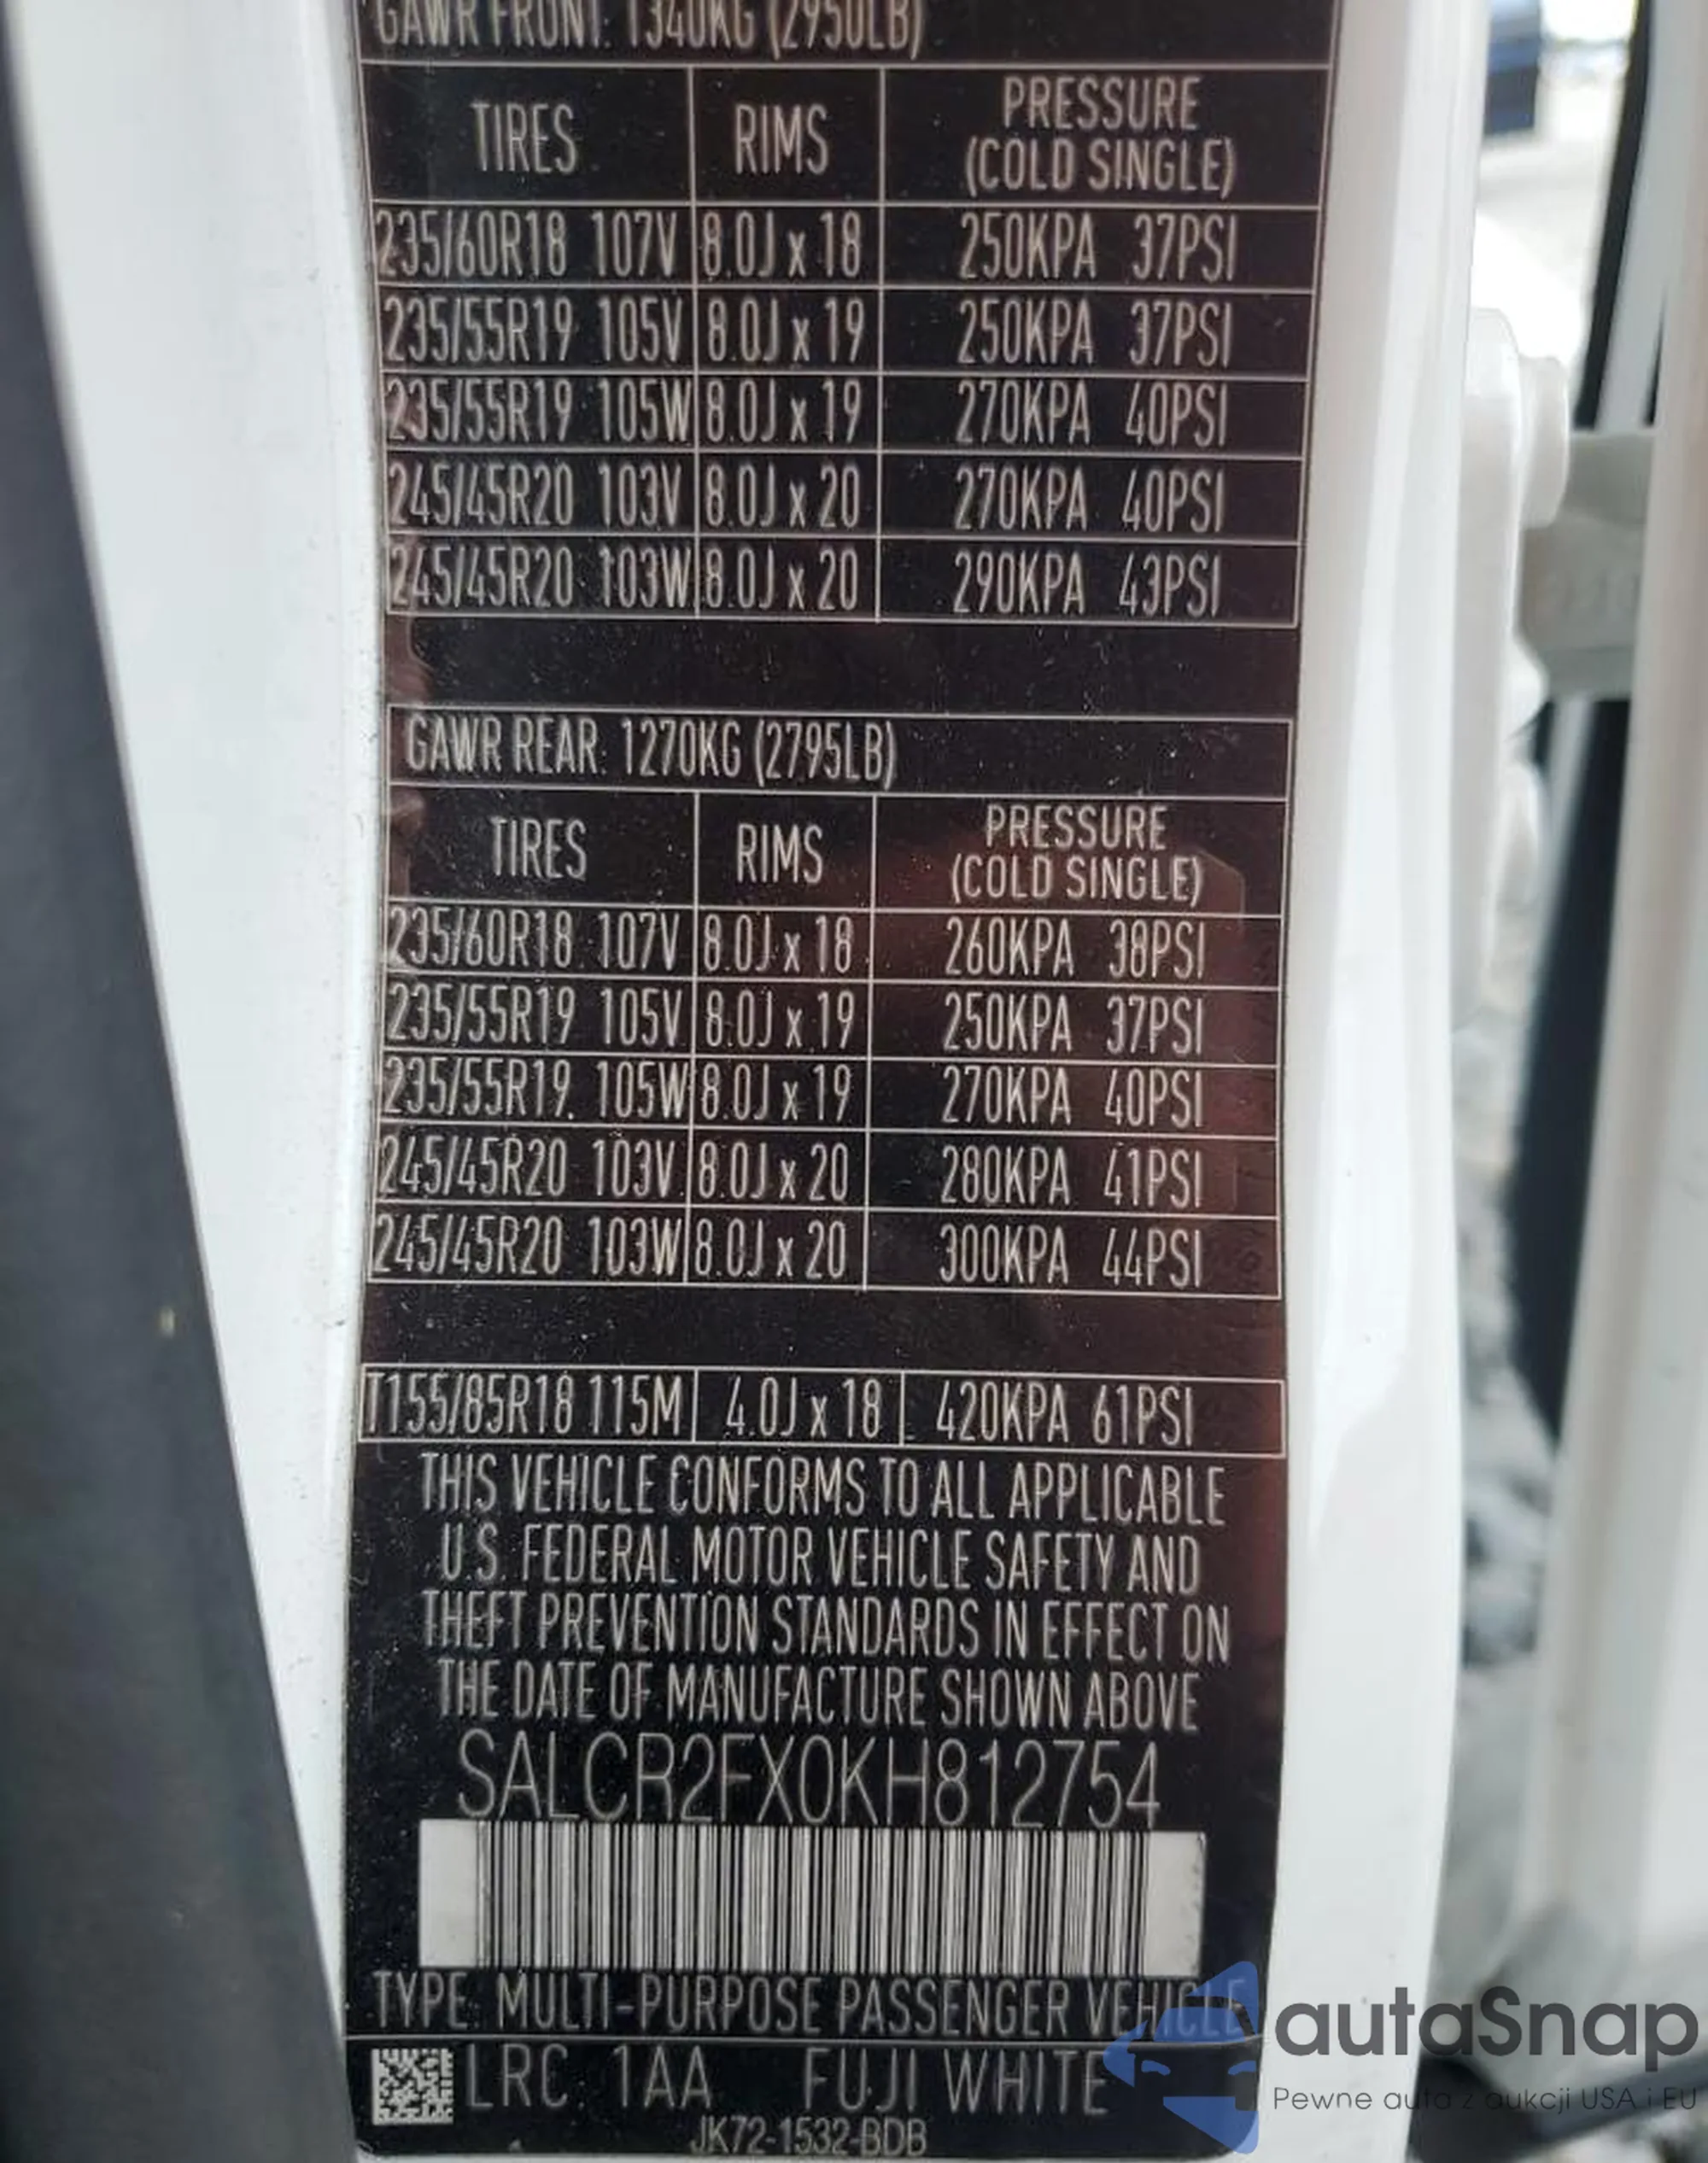 GAWR FRONT: 1340KG (2950LB)
TIRES RIMS PRESSURE (COLD SINGLE)
235/60R18 107V 8.0J x 18 250KPA 37PSI
235/55R19 105V 8.0J x 19 250KPA 37PSI
235/55R19 105W 8.0J x 19 270KPA 40PSI
245/45R20 103V 8.0J x 20 270KPA 40PSI
245/45R20 103W 8.0J x 20 290KPA 43PSI
GAWR REAR: 1270KG (2795LB)
TIRES RIMS PRESSURE (COLD SINGLE)
235/60R18 107V 8.0J x 18 260KPA 38PSI
235/55R19 105V 8.0J x 19 250KPA 37PSI
235/55R19 105W 8.0J x 19 270KPA 40PSI
245/45R20 103V 8.0J x 20 280KPA 41PSI
245/45R20 103W 8.0J x 20 300KPA 44PSI
T155/85R18 115M 4.0J x 18 420KPA 61PSI
THIS VEHICLE CONFORMS TO ALL APPLICABLE
U.S. FEDERAL MOTOR VEHICLE SAFETY AND
THEFT PREVENTION STANDARDS IN EFFECT ON
THE DATE OF MANUFACTURE SHOWN ABOVE
SALCR2FX0KH812754
TYPE: MULTI-PURPOSE PASSENGER VEHICLE
LRC: 1AA FUJI WHITE
JK72-1532-BDB
autaSnap
Pewne auta z aukcji USA i EU